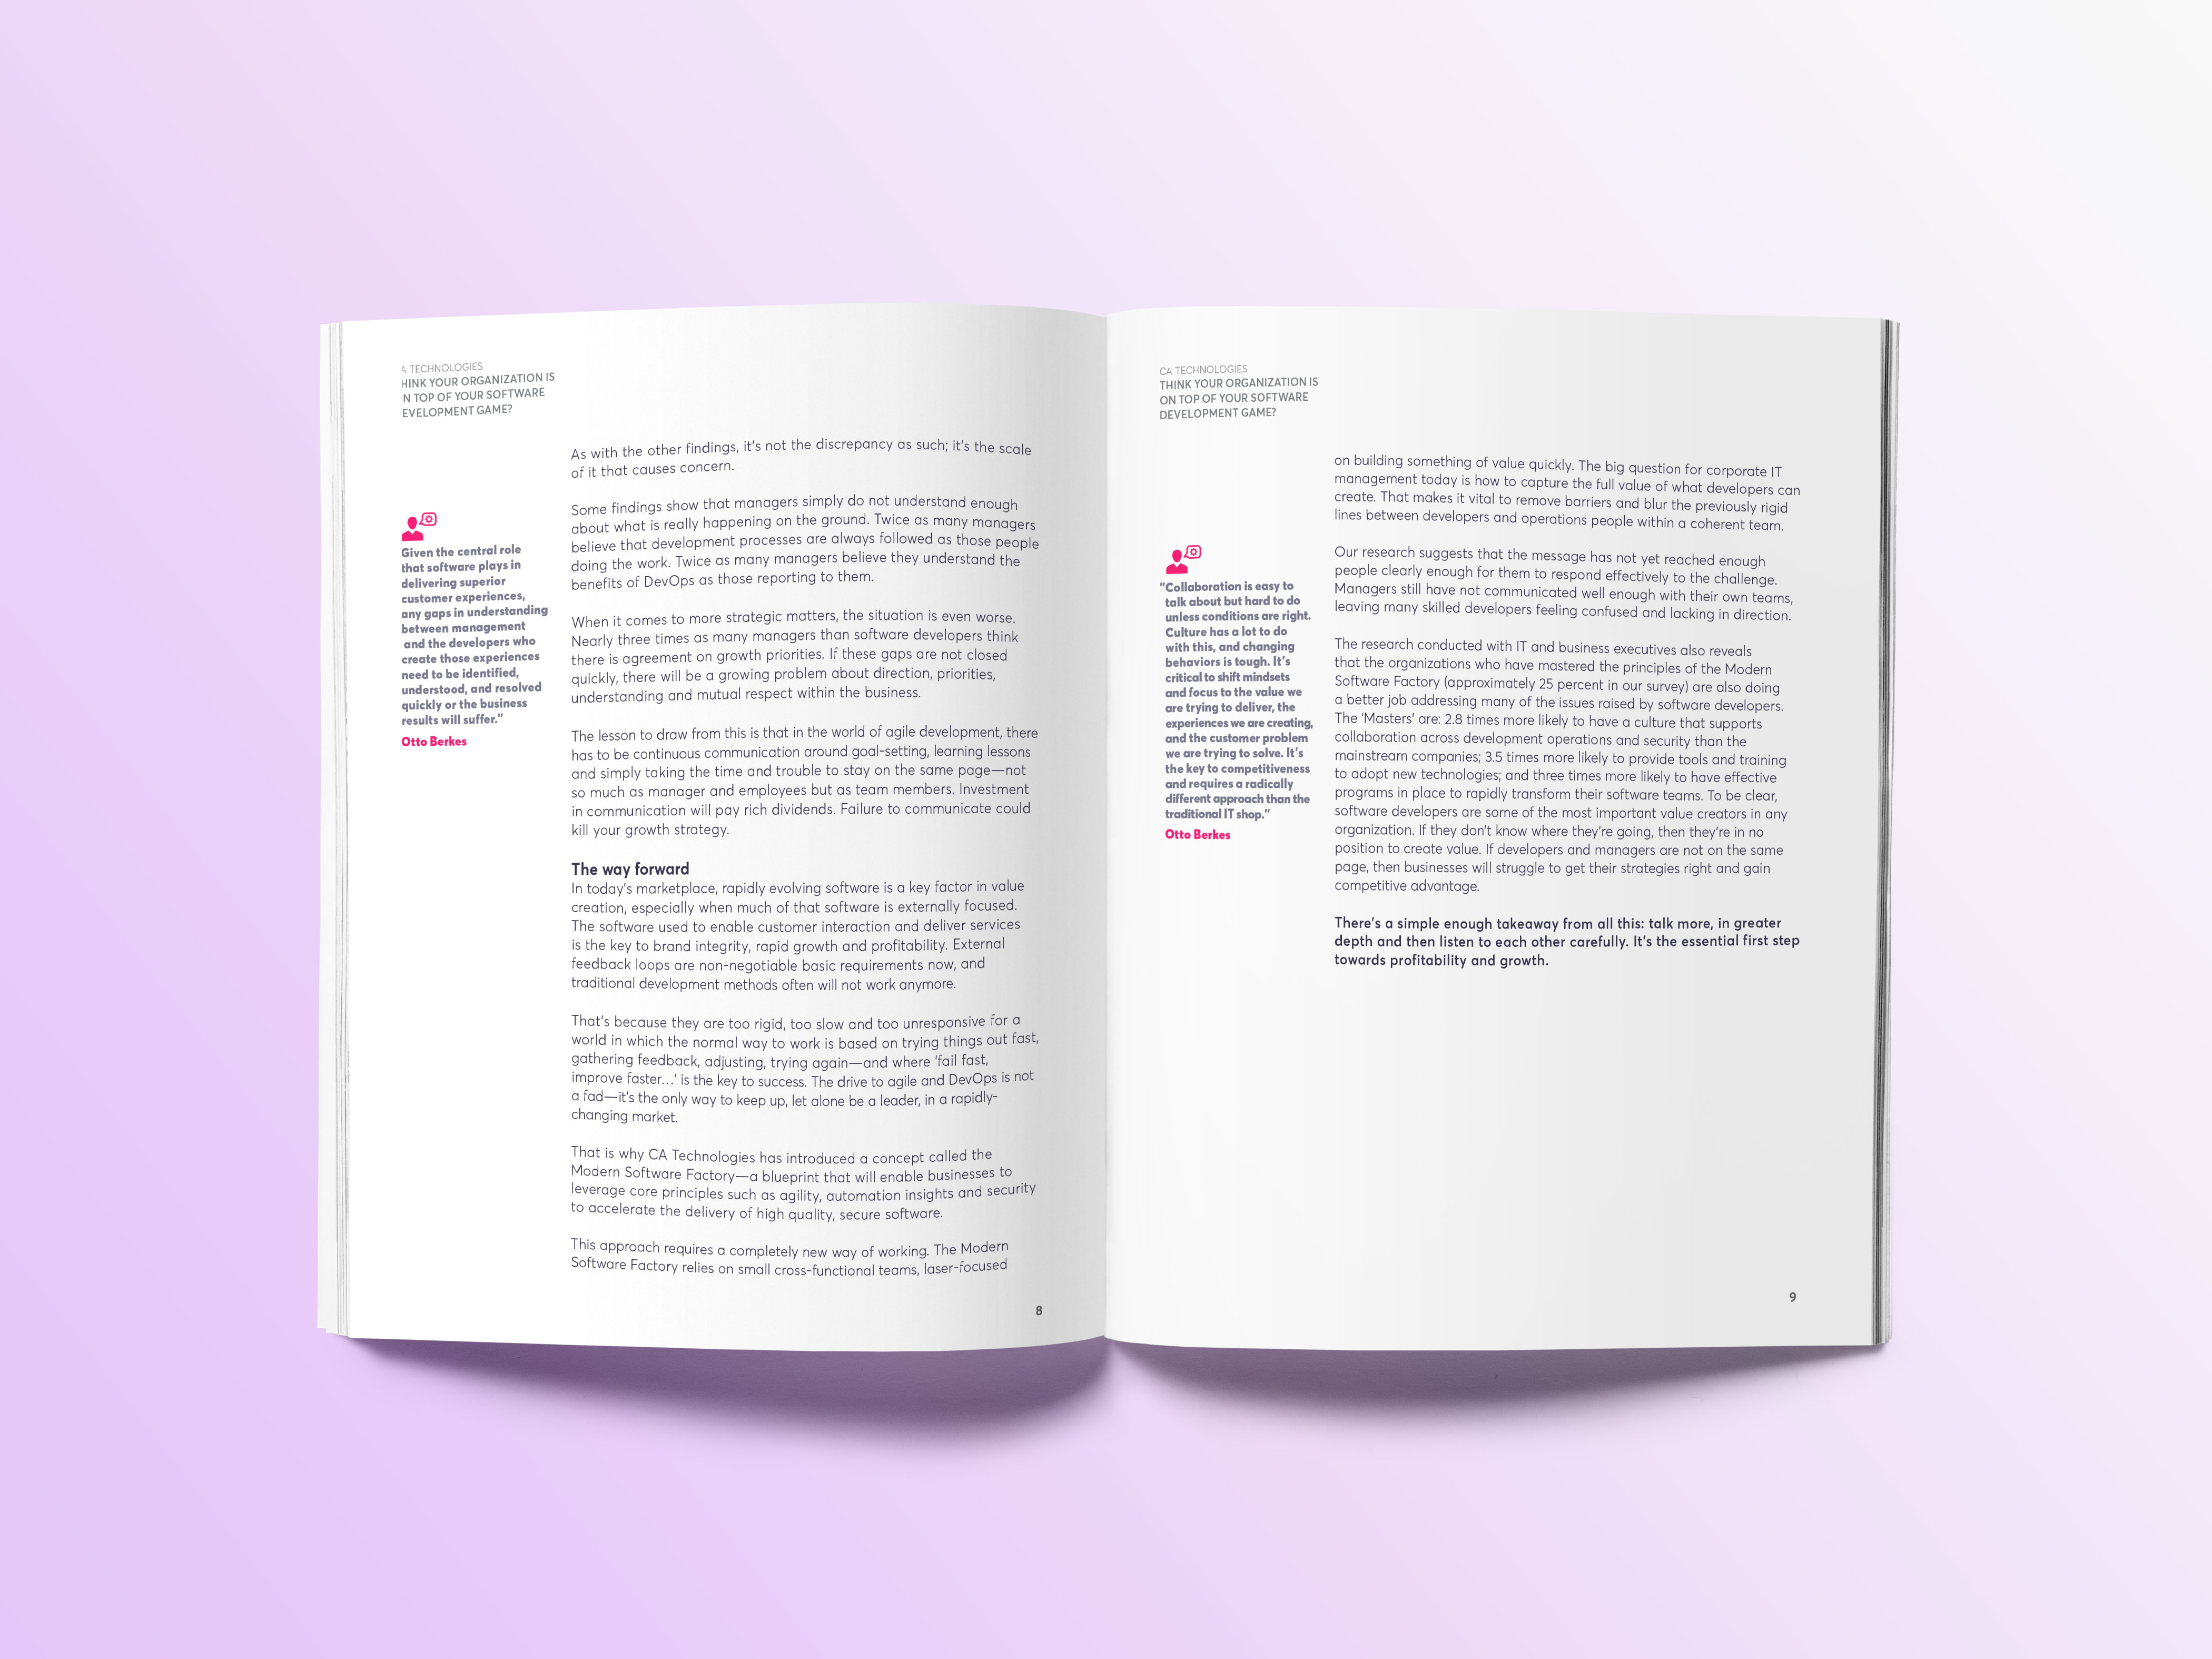 A TECHNOLOGIES
HINK YOUR ORGANIZATION IS
N TOP OF YOUR SOFTWARE
EVELOPMENT GAME?
As with the other findings, it's not the discrepancy as such; it's the scale
of it that causes concern.
Some findings show that managers simply do not understand enough
about what is really happening on the ground. Twice as many managers
believe that development processes are always followed as those people
doing the work. Twice as many managers believe they understand the
benefits of DevOps as those reporting to them.
When it comes to more strategic matters, the situation is even worse.
Nearly three times as many managers than software developers think
there is agreement on growth priorities. If these gaps are not closed
quickly, there will be a growing problem about direction, priorities,
understanding and mutual respect within the business.
The lesson to draw from this is that in the world of agile development, there
has to be continuous communication around goal-setting, learning lessons
and simply taking the time and trouble to stay on the same page—not
so much as manager and employees but as team members. Investment
in communication will pay rich dividends. Failure to communicate could
kill your growth strategy.
The way forward
In today's marketplace, rapidly evolving software is a key factor in value
creation, especially when much of that software is externally focused.
The software used to enable customer interaction and deliver services
is the key to brand integrity, rapid growth and profitability. External
feedback loops are non-negotiable basic requirements now, and
traditional development methods often will not work anymore.
That's because they are too rigid, too slow and too unresponsive for a
world in which the normal way to work is based on trying things out fast,
gathering feedback, adjusting, trying again—and where 'fail fast,
improve faster...' is the key to success. The drive to agile and DevOps is not
a fad—it's the only way to keep up, let alone be a leader, in a rapidly-
changing market.
That is why CA Technologies has introduced a concept called the
Modern Software Factory—a blueprint that will enable businesses to
leverage core principles such as agility, automation insights and security
to accelerate the delivery of high quality, secure software.
This approach requires a completely new way of working. The Modern
Software Factory relies on small cross-functional teams, laser-focused
Given the central role
that software plays in
delivering superior
customer experiences,
any gaps in understanding
between management
and the developers who
create those experiences
need to be identified,
understood, and resolved
quickly or the business
results will suffer."
Otto Berkes
8
CA TECHNOLOGIES
THINK YOUR ORGANIZATION IS
ON TOP OF YOUR SOFTWARE
DEVELOPMENT GAME?
on building something of value quickly. The big question for corporate IT
management today is how to capture the full value of what developers can
create. That makes it vital to remove barriers and blur the previously rigid
lines between developers and operations people within a coherent team.
Our research suggests that the message has not yet reached enough
people clearly enough for them to respond effectively to the challenge.
Managers still have not communicated well enough with their own teams,
leaving many skilled developers feeling confused and lacking in direction.
The research conducted with IT and business executives also reveals
that the organizations who have mastered the principles of the Modern
Software Factory (approximately 25 percent in our survey) are also doing
a better job addressing many of the issues raised by software developers.
The 'Masters' are: 2.8 times more likely to have a culture that supports
collaboration across development operations and security than the
mainstream companies; 3.5 times more likely to provide tools and training
to adopt new technologies; and three times more likely to have effective
programs in place to rapidly transform their software teams. To be clear,
software developers are some of the most important value creators in any
organization. If they don't know where they're going, then they're in no
position to create value. If developers and managers are not on the same
page, then businesses will struggle to get their strategies right and gain
competitive advantage.
There's a simple enough takeaway from all this: talk more, in greater
depth and then listen to each other carefully. It's the essential first step
towards profitability and growth.
"Collaboration is easy to
talk about but hard to do
unless conditions are right.
Culture has a lot to do
with this, and changing
behaviors is tough. It's
critical to shift mindsets
and focus to the value we
are trying to deliver, the
experiences we are creating,
and the customer problem
we are trying to solve. It's
the key to competitiveness
and requires a radically
different approach than the
traditional IT shop."
Otto Berkes
9